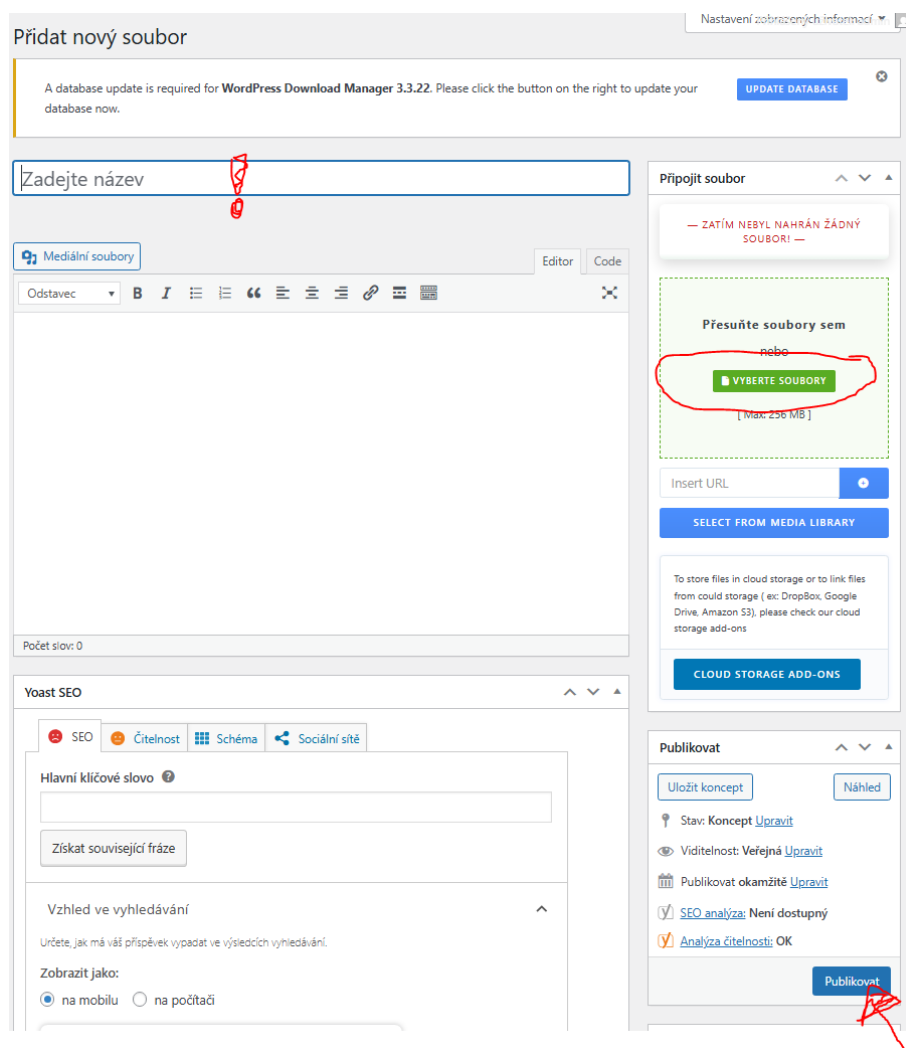 Nastavení zobrazených informací
Přidat nový soubor
A database update is required for WordPress Download Manager 3.3.22. Please click the button on the right to update your
database now.
UPDATE DATABASE
Zadejte název
Mediální soubory
Editor
Code
Odstavec
B I
Počet slov: 0
Yoast SEO
SEO
Čitelnost
Schéma
Sociální sítě
Hlavní klíčové slovo
Získat související fráze
Vzhled ve vyhledávání
Určete, jak má váš příspěvek vypadat ve výsledcích vyhledávání.
Zobrazit jako:
na mobilu
na počítači
Připojit soubor
— ZATÍM NEBYL NAHRÁN ŽÁDNÝ
SOUBOR! —
Přesuňte soubory sem
nebo
VYBERTE SOUBORY
[ Max: 256 MB ]
Insert URL
SELECT FROM MEDIA LIBRARY
To store files in cloud storage or to link files
from could storage ( ex: DropBox, Google
Drive, Amazon S3), please check our cloud
storage add-ons
CLOUD STORAGE ADD-ONS
Publikovat
Uložit koncept
Náhled
Stav: Koncept Upravit
Viditelnost: Veřejná Upravit
Publikovat okamžitě Upravit
SEO analýza: Není dostupný
Analýza čitelnosti: OK
Publikovat